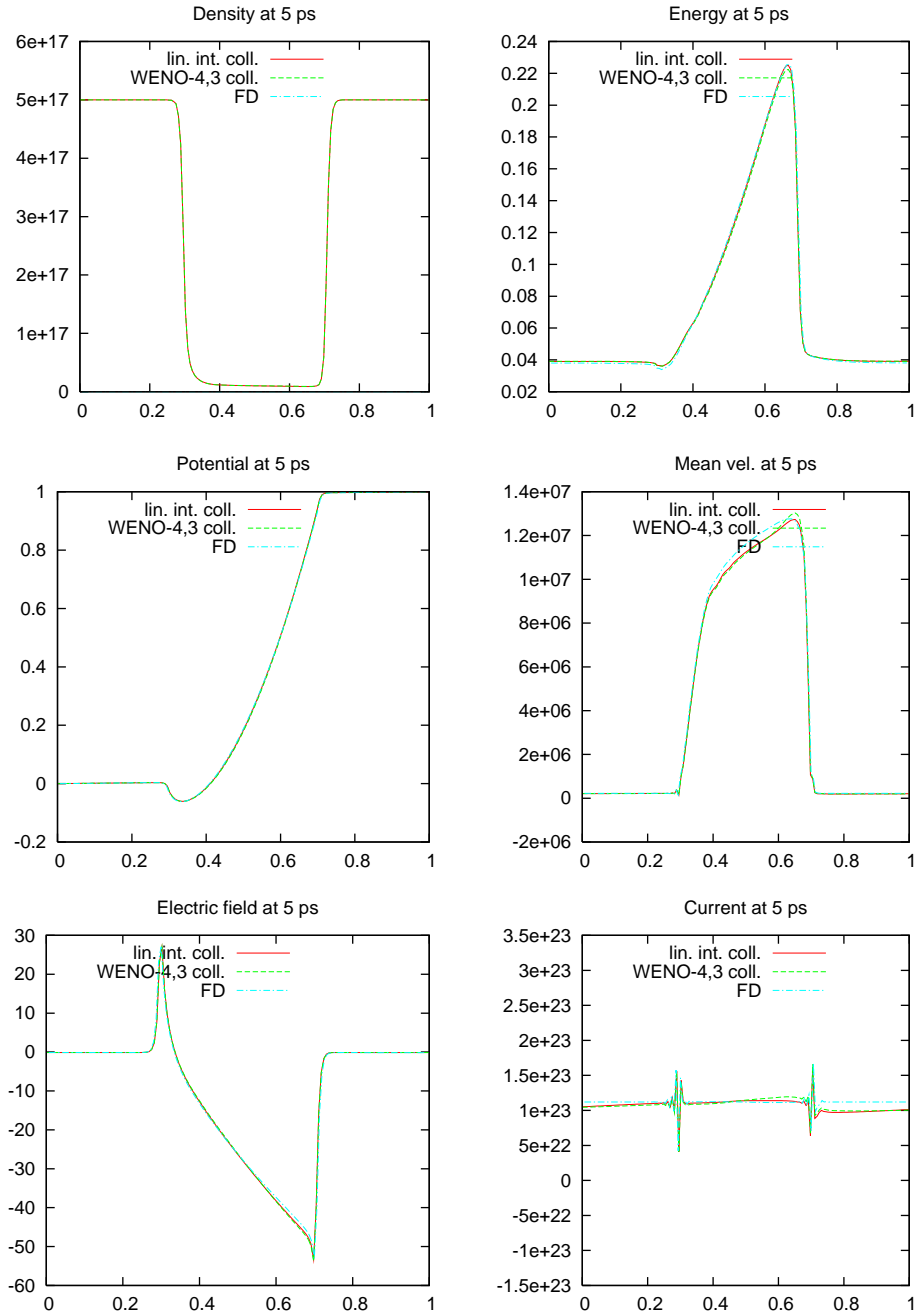 Density at 5 ps
6e+17
5e+17
4e+17
3e+17
2e+17
1e+17
0
0 0.2 0.4 0.6 0.8 1
lin. int. coll.
WENO-4,3 coll.
FD
Energy at 5 ps
0.24
0.22
0.2
0.18
0.16
0.14
0.12
0.1
0.08
0.06
0.04
0.02
0 0.2 0.4 0.6 0.8 1
lin. int. coll.
WENO-4,3 coll.
FD
Potential at 5 ps
1
0.8
0.6
0.4
0.2
0
-0.2
0 0.2 0.4 0.6 0.8 1
lin. int. coll.
WENO-4,3 coll.
FD
Mean vel. at 5 ps
1.4e+07
1.2e+07
1e+07
8e+06
6e+06
4e+06
2e+06
0
-2e+06
0 0.2 0.4 0.6 0.8 1
lin. int. coll.
WENO-4,3 coll.
FD
Electric field at 5 ps
30
20
10
0
-10
-20
-30
-40
-50
-60
0 0.2 0.4 0.6 0.8 1
lin. int. coll.
WENO-4,3 coll.
FD
Current at 5 ps
3.5e+23
3e+23
2.5e+23
2e+23
1.5e+23
1e+23
5e+22
0
-5e+22
-1e+23
-1.5e+23
0 0.2 0.4 0.6 0.8 1
lin. int. coll.
WENO-4,3 coll.
FD